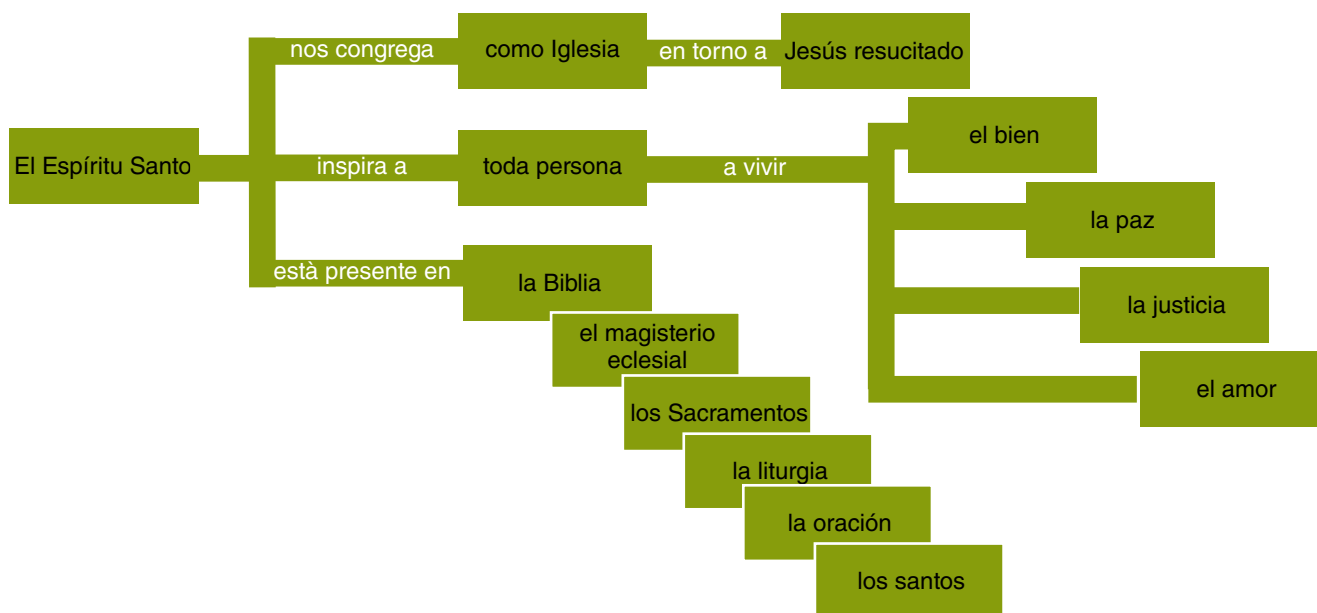 nos congrega
como Iglesia
en torno a
Jesús resucitado
El Espíritu Santo
inspira a
toda persona
a vivir
el bien
la paz
la justicia
el amor
està presente en
la Biblia
el magisterio
eclesial
los Sacramentos
la liturgia
la oración
los santos